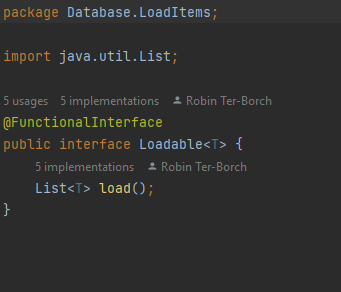 package Database.LoadItems;
import java.util.List;
5 usages 5 implementations Robin Ter-Borch
@FunctionalInterface
public interface Loadable<T> {
5 implementations Robin Ter-Borch
List<T> load();
}